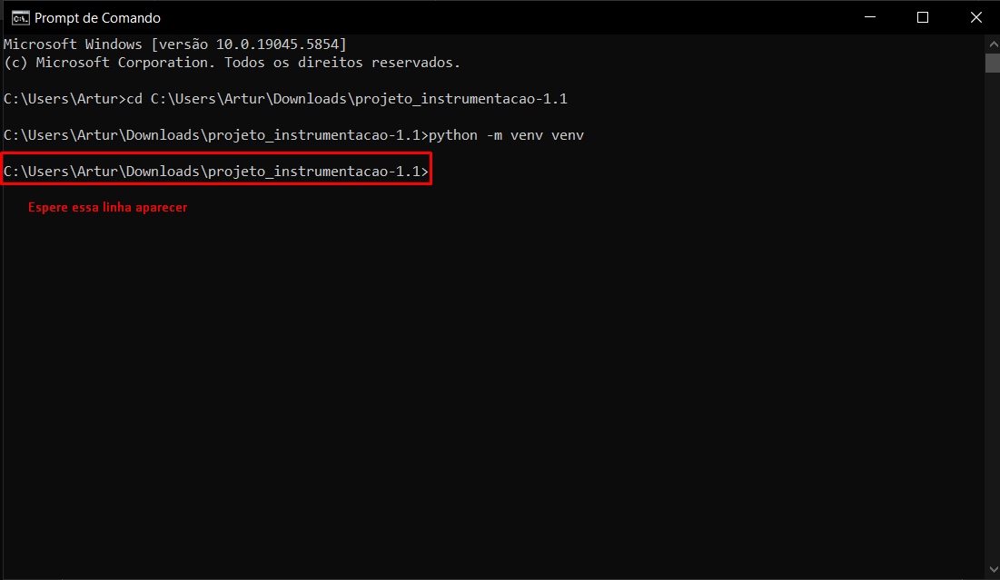 Prompt de Comando
Microsoft Windows [versão 10.0.19045.5854]
(c) Microsoft Corporation. Todos os direitos reservados.
C:\Users\Artur>cd C:\Users\Artur\Downloads\projeto_instrumentacao-1.1
C:\Users\Artur\Downloads\projeto_instrumentacao-1.1>python -m venv venv
C:\Users\Artur\Downloads\projeto_instrumentacao-1.1>
Espere essa linha aparecer